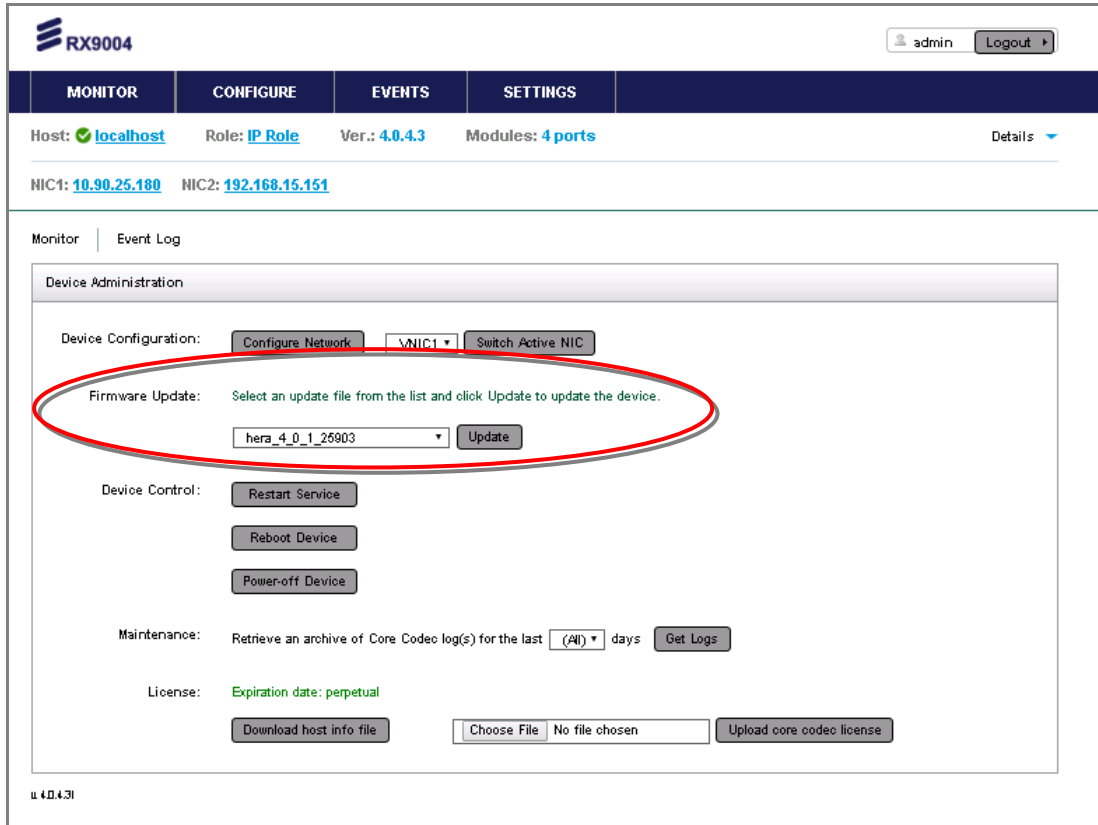 RX9004
admin Logout
MONITOR CONFIGURE EVENTS SETTINGS
Host: localhost Role: IP Role Ver.: 4.0.4.3 Modules: 4 ports Details
NIC1: 10.90.25.180 NIC2: 192.168.15.151
Monitor Event Log
Device Administration
Device Configuration: Configure Network VNIC1 Switch Active NIC
Firmware Update: Select an update file from the list and click Update to update the device.
hera_4_0_1_25903 Update
Device Control: Restart Service
Reboot Device
Power-off Device
Maintenance: Retrieve an archive of Core Codec log(s) for the last (All) days Get Logs
License: Expiration date: perpetual
Download host info file Choose File No file chosen Upload core codec license